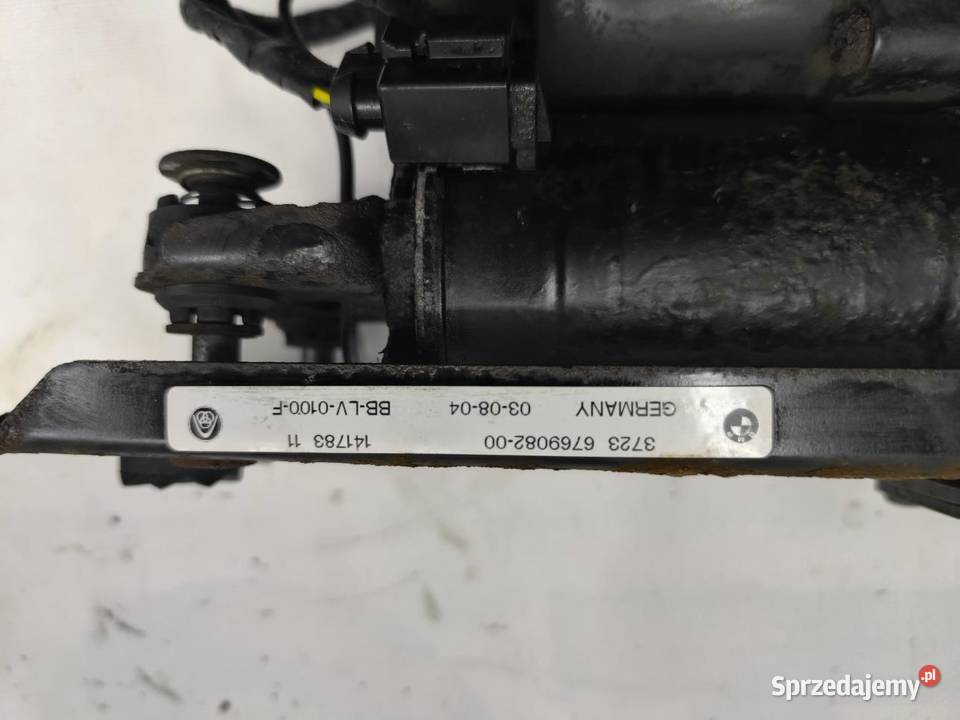 3723 6769082-00 141783 11
GERMANY 03-08-04 BB-LV-0100-F
Sprzedajemy.pl